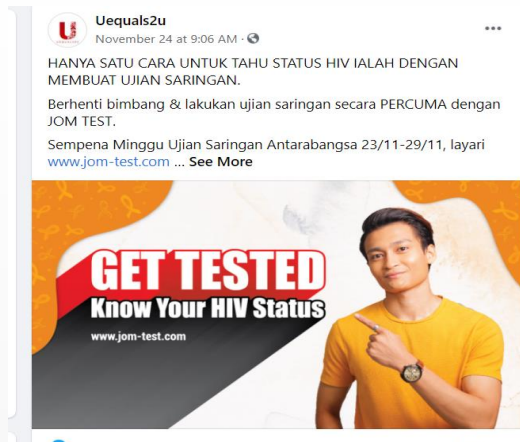 Uequals2u
November 24 at 9:06 AM ·
HANYA SATU CARA UNTUK TAHU STATUS HIV IALAH DENGAN
MEMBUAT UJIAN SARINGAN.
Berhenti bimbang & lakukan ujian saringan secara PERCUMA dengan
JOM TEST.
Sempena Minggu Ujian Saringan Antarabangsa 23/11-29/11, layari
www.jom-test.com ... See More
GET TESTED
Know Your HIV Status
www.jom-test.com